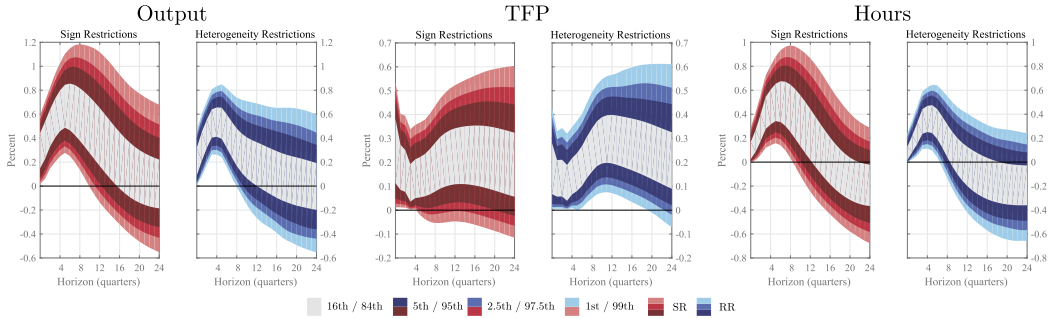 Output TFP Hours
Sign Restrictions Heterogeneity Restrictions Sign Restrictions Heterogeneity Restrictions Sign Restrictions Heterogeneity Restrictions
1.2 1.2 0.7 0.7 1 1
1 1 0.6 0.6 0.8 0.8
0.8 0.8 0.5 0.5 0.6 0.6
0.6 0.6 0.4 0.4 0.4 0.4
0.4 0.4 0.3 0.3 0.2 0.2
0.2 0.2 0.2 0.2 0 0
0 0 0.1 0.1 -0.2 -0.2
-0.2 -0.2 0 0 -0.4 -0.4
-0.4 -0.4 -0.1 -0.1 -0.6 -0.6
-0.6 -0.6 -0.2 -0.2 -0.8 -0.8
Percent Percent Percent
4 8 12 16 20 24 4 8 12 16 20 24 4 8 12 16 20 24 4 8 12 16 20 24 4 8 12 16 20 24 4 8 12 16 20 24
Horizon (quarters) Horizon (quarters) Horizon (quarters) Horizon (quarters) Horizon (quarters) Horizon (quarters)
16th / 84th 5th / 95th 2.5th / 97.5th 1st / 99th SR RR